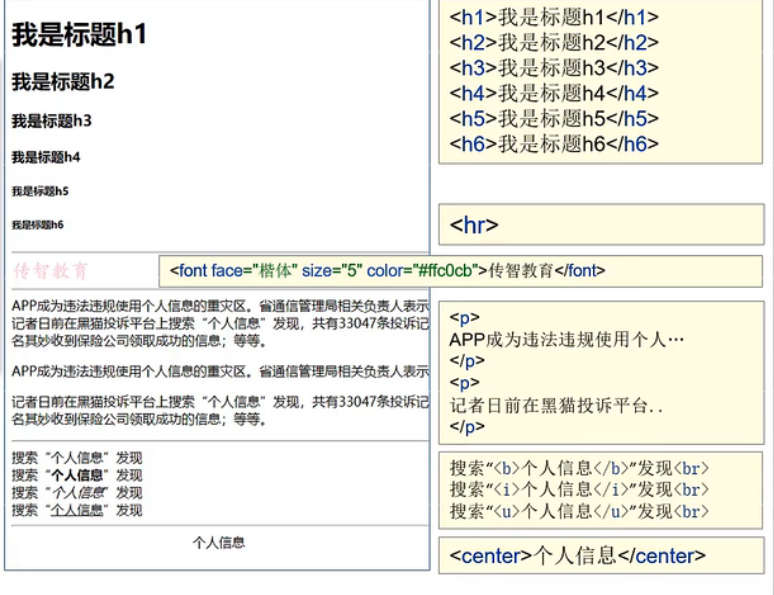 我是标题h1
我是标题h2
我是标题h3
我是标题h4
我是标题h5
我是标题h6
传智教育
APP成为违法违规使用个人信息的重灾区。省通信管理局相关负责人表示
记者日前在黑猫投诉平台上搜索“个人信息”发现，共有33047条投诉记
名其妙收到保险公司领取成功的信息；等等。
APP成为违法违规使用个人信息的重灾区。省通信管理局相关负责人表示
记者日前在黑猫投诉平台上搜索“个人信息”发现，共有33047条投诉记
名其妙收到保险公司领取成功的信息；等等。
搜索“个人信息”发现
搜索“个人信息”发现
搜索“个人信息”发现
搜索“个人信息”发现
个人信息
<h1>我是标题h1</h1>
<h2>我是标题h2</h2>
<h3>我是标题h3</h3>
<h4>我是标题h4</h4>
<h5>我是标题h5</h5>
<h6>我是标题h6</h6>
<hr>
<font face="楷体" size="5" color="#ffc0cb">传智教育</font>
<p>
APP成为违法违规使用个人…
</p>
<p>
记者日前在黑猫投诉平台..
</p>
搜索“<b>个人信息</b>”发现<br>
搜索“<i>个人信息</i>”发现<br>
搜索“<u>个人信息</u>”发现<br>
<center>个人信息</center>